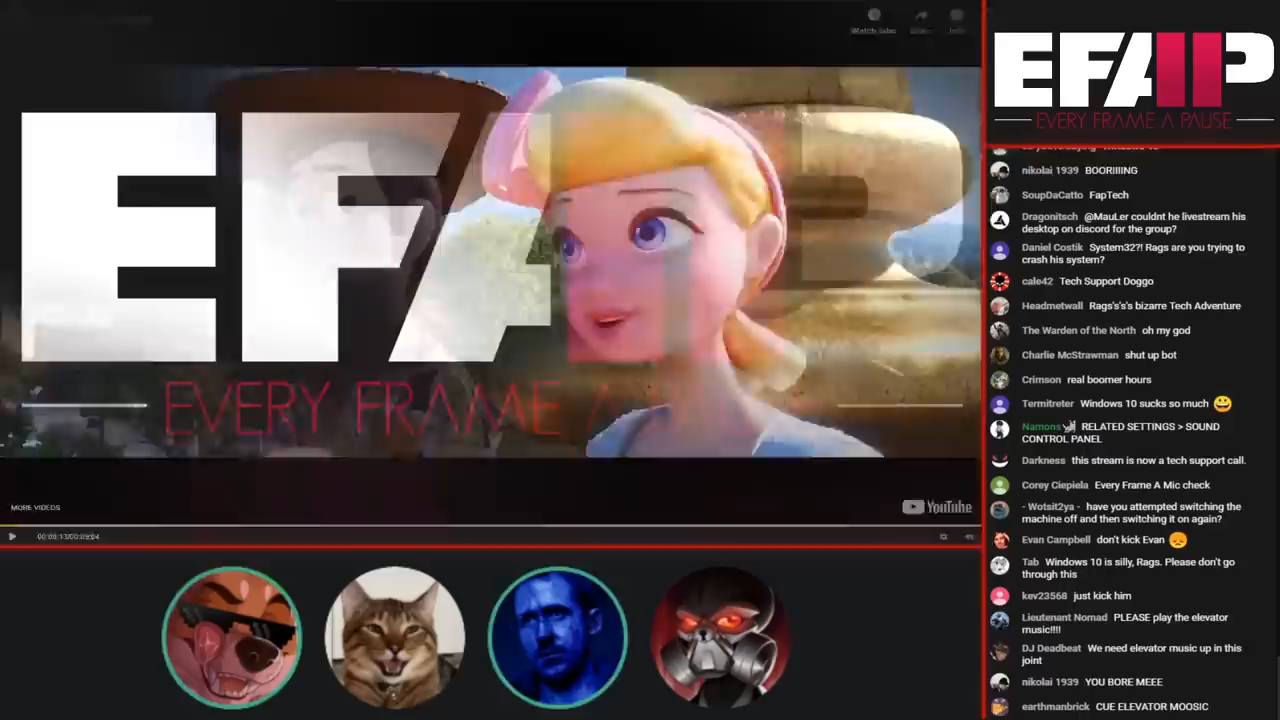 Watch later
EFAP
EVERY FRAME A
MORE VIDEOS
YouTube
EFAP
EVERY FRAME A PAUSE
nikolai 1939 BOORIIIING
SoupDaCatto FapTech
Dragonitsch @MauLer couldnt he livestream his
desktop on discord for the group?
Daniel Costik System32?! Rags are you trying to
crash his system?
cale42 Tech Support Doggo
Headmetwall Rags's's's bizarre Tech Adventure
The Warden of the North oh my god
Charlie McStrawman shut up bot
Crimson real boomer hours
Termitreter Windows 10 sucks so much 😀
Namons RELATED SETTINGS > SOUND
CONTROL PANEL
Darkness this stream is now a tech support call.
Corey Ciepiela Every Frame A Mic check
- Wotsit2ya - have you attempted switching the
machine off and then switching it on again?
Evan Campbell don't kick Evan 😞
Tab Windows 10 is silly, Rags. Please don't go
through this
kev23568 just kick him
Lieutenant Nomad PLEASE play the elevator
music!!!!
DJ Deadbeat We need elevator music up in this
joint
nikolai 1939 YOU BORE MEEE
earthmanbrick CUE ELEVATOR MOOSIC